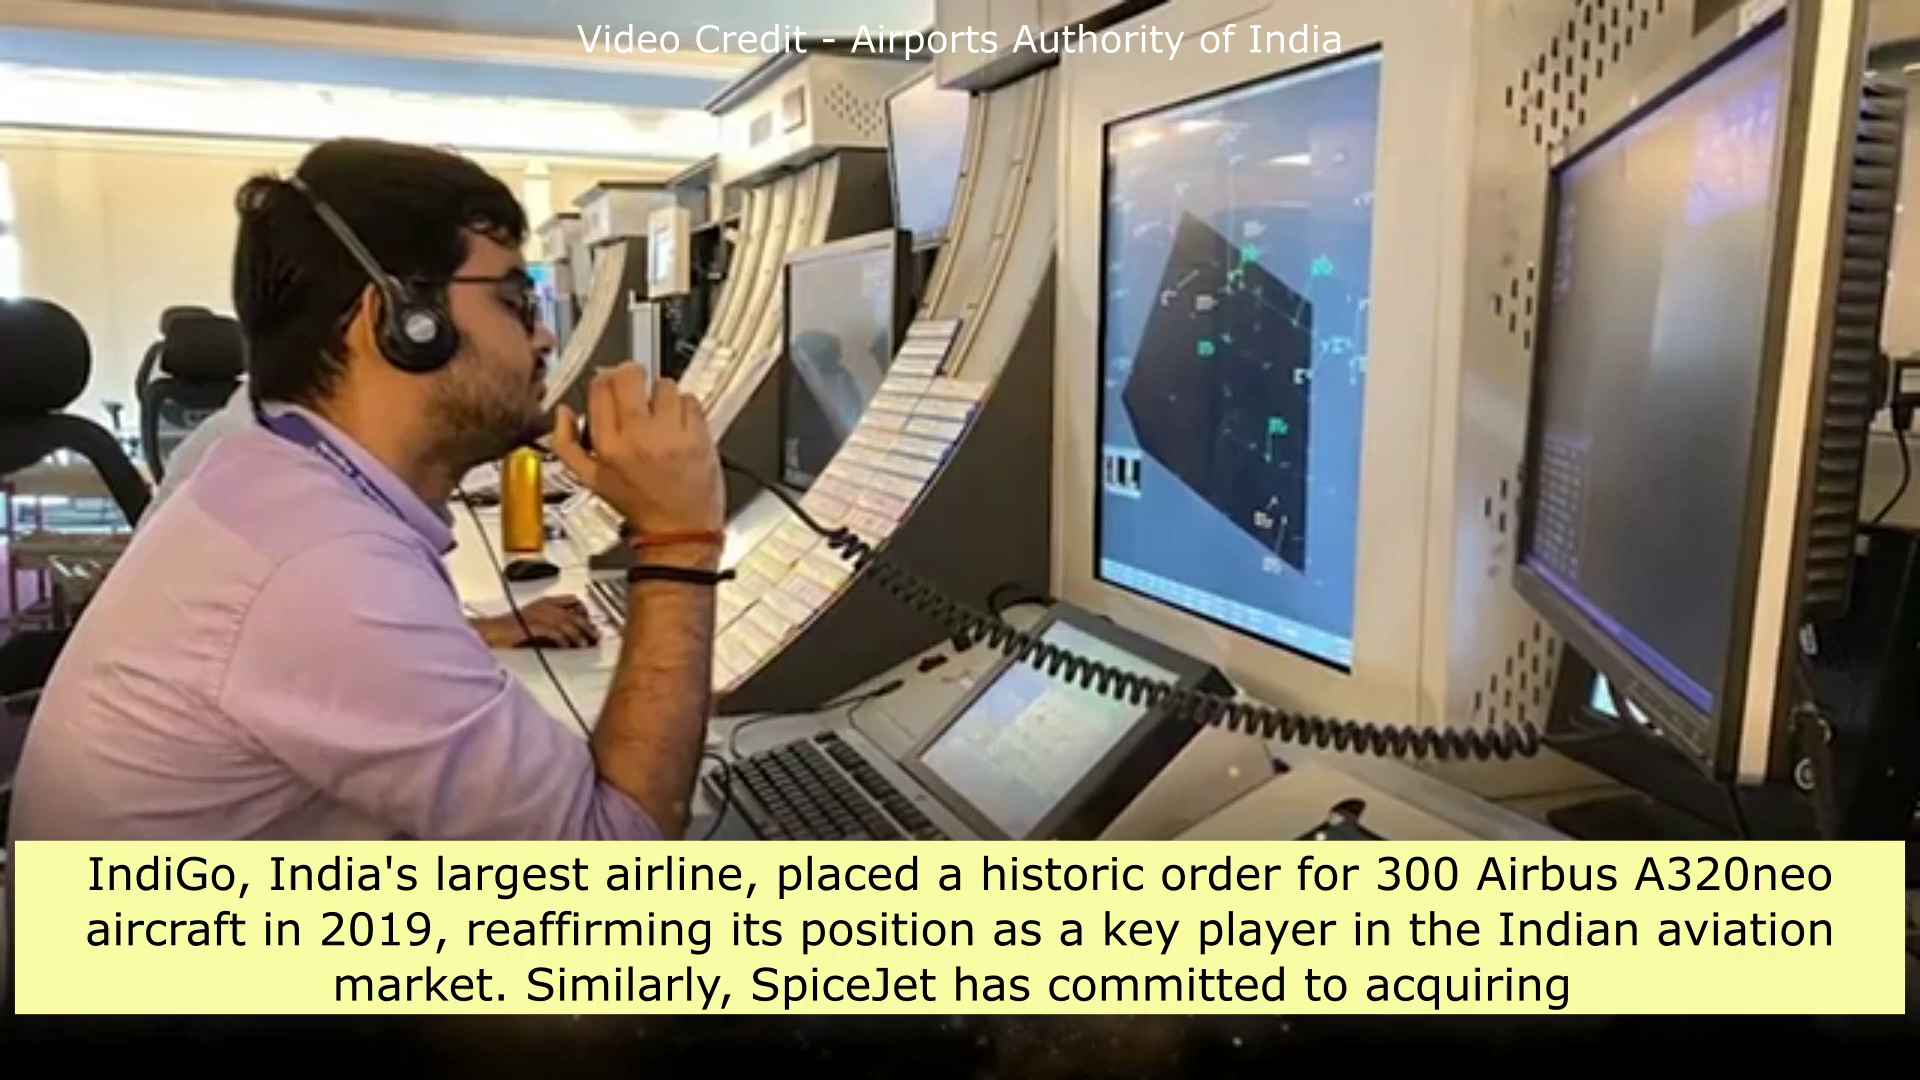 Video Credit - Airports Authority of India
IndiGo, India's largest airline, placed a historic order for 300 Airbus A320neo
aircraft in 2019, reaffirming its position as a key player in the Indian aviation
market. Similarly, SpiceJet has committed to acquiring